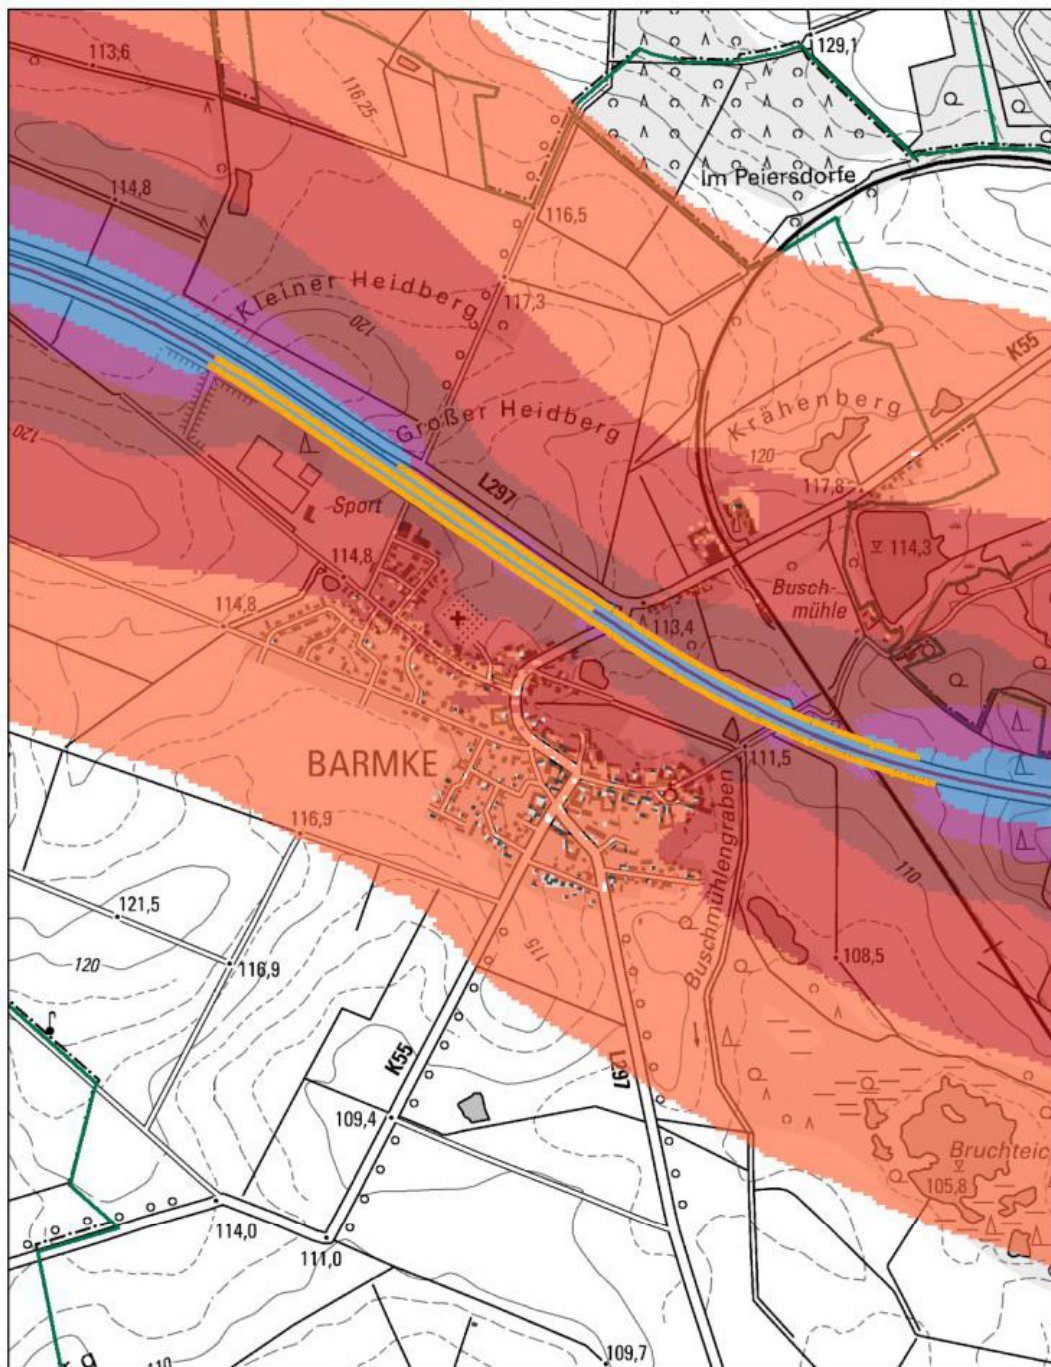 113,6
129,1
116,25
Im Peiersdorfe
114,8
116,5
Kleiner Heidberg
117,3
120
K55
Großer Heidberg
Krähenberg
120
120
117,8
L297
Sport
114,3
114,8
Busch-
mühle
114,8
113,4
BARMKE
111,5
116,9
Buschmühlengraben
110
121,5
115
108,5
120
116,9
K55
L297
109,4
Bruchteic
105,8
114,0
111,0
109,7
110